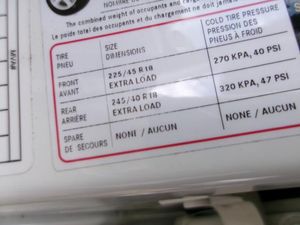 The combined weight of occupants and cargo
Le poids total des occupants et du chargement ne doit jamais
TIRE SIZE COLD TIRE PRESSURE
PNEU DIMENSIONS PRESSION DES
PNEUS À FROID
FRONT 225/45 R18 270 KPA, 40 PSI
AVANT EXTRA LOAD
REAR 245/40 R18 320 KPA, 47 PSI
ARRIÈRE EXTRA LOAD
SPARE NONE / AUCUN NONE / AUCUN
DE SECOURS